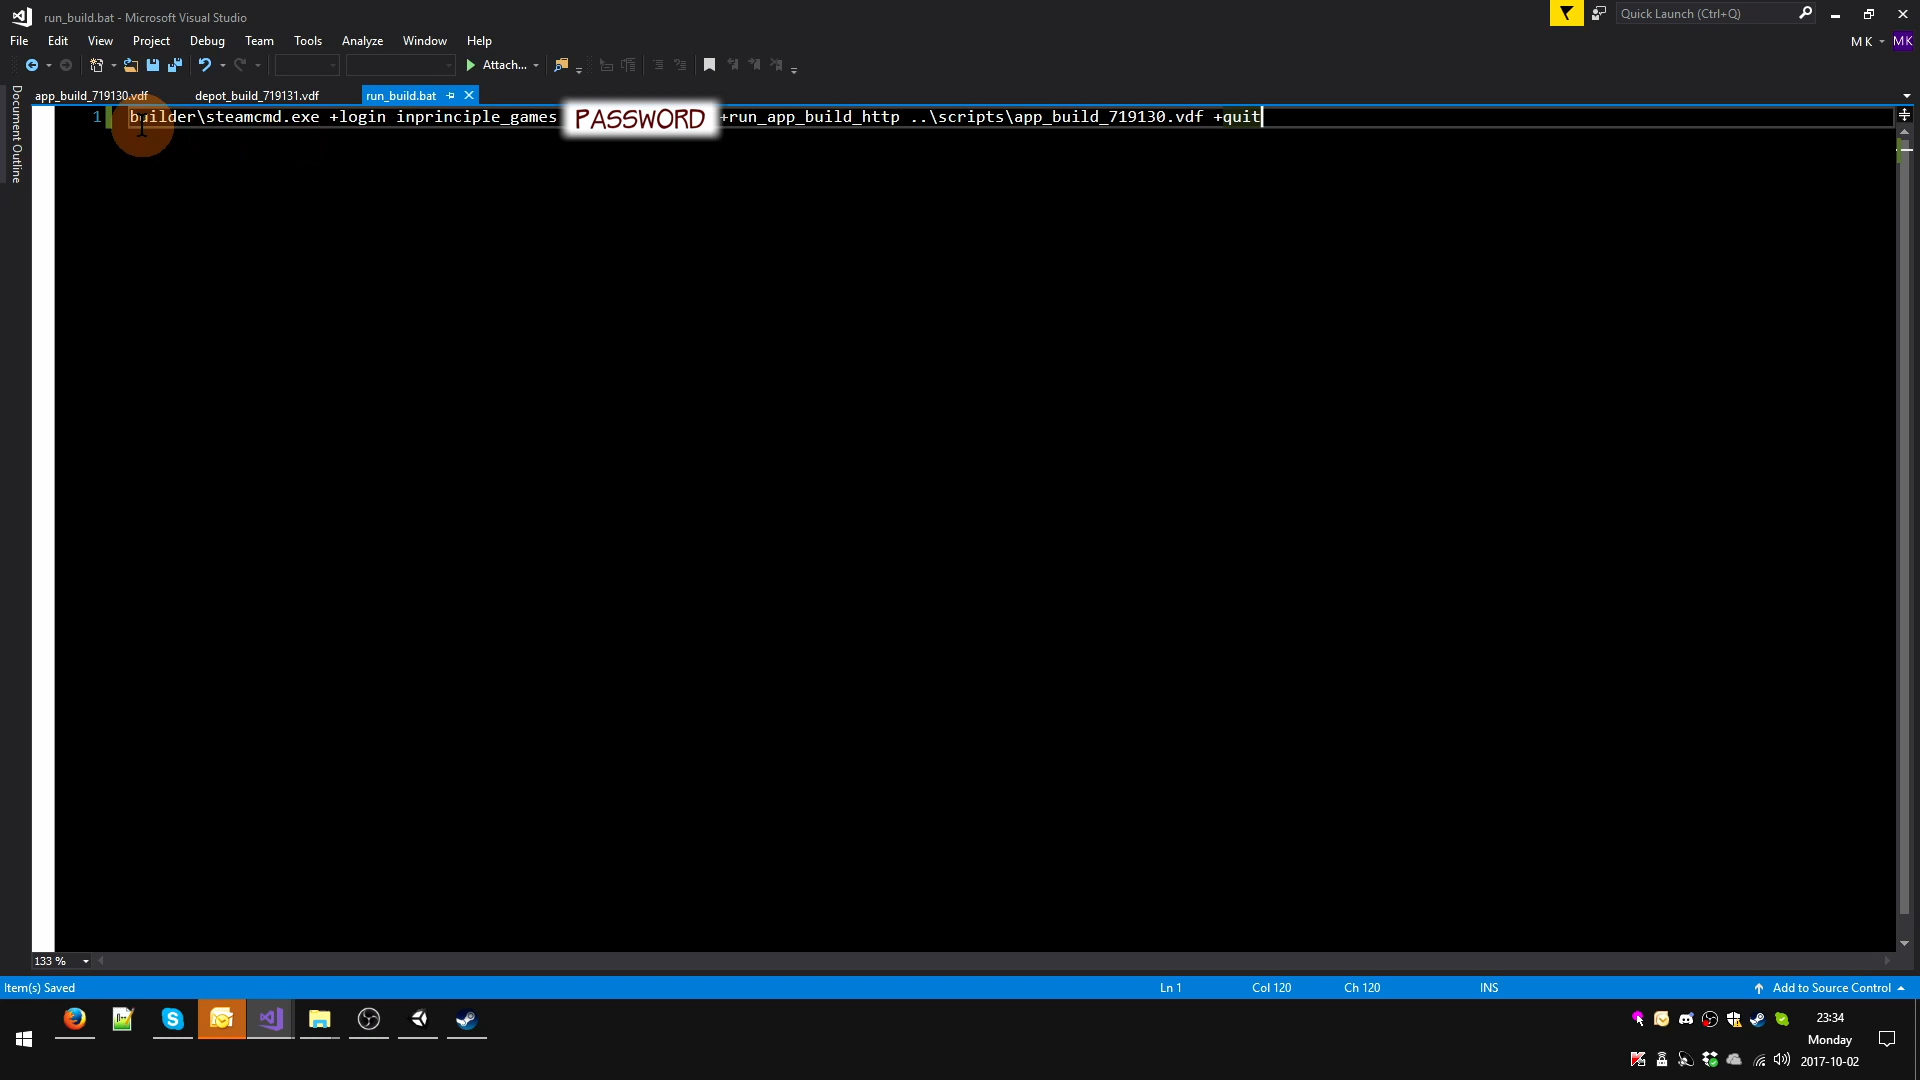 run_build.bat - Microsoft Visual Studio
Quick Launch (Ctrl+Q)
File Edit View Project Debug Team Tools Analyze Window Help
M K MK
Attach...
app_build_719130.vdf depot_build_719131.vdf run_build.bat
Document Outline
1 builder\steamcmd.exe +login inprinciple_games PASSWORD +run_app_build_http ..\scripts\app_build_719130.vdf +quit
133 %
Item(s) Saved Ln 1 Col 120 Ch 120 INS Add to Source Control
23:34
Monday
2017-10-02